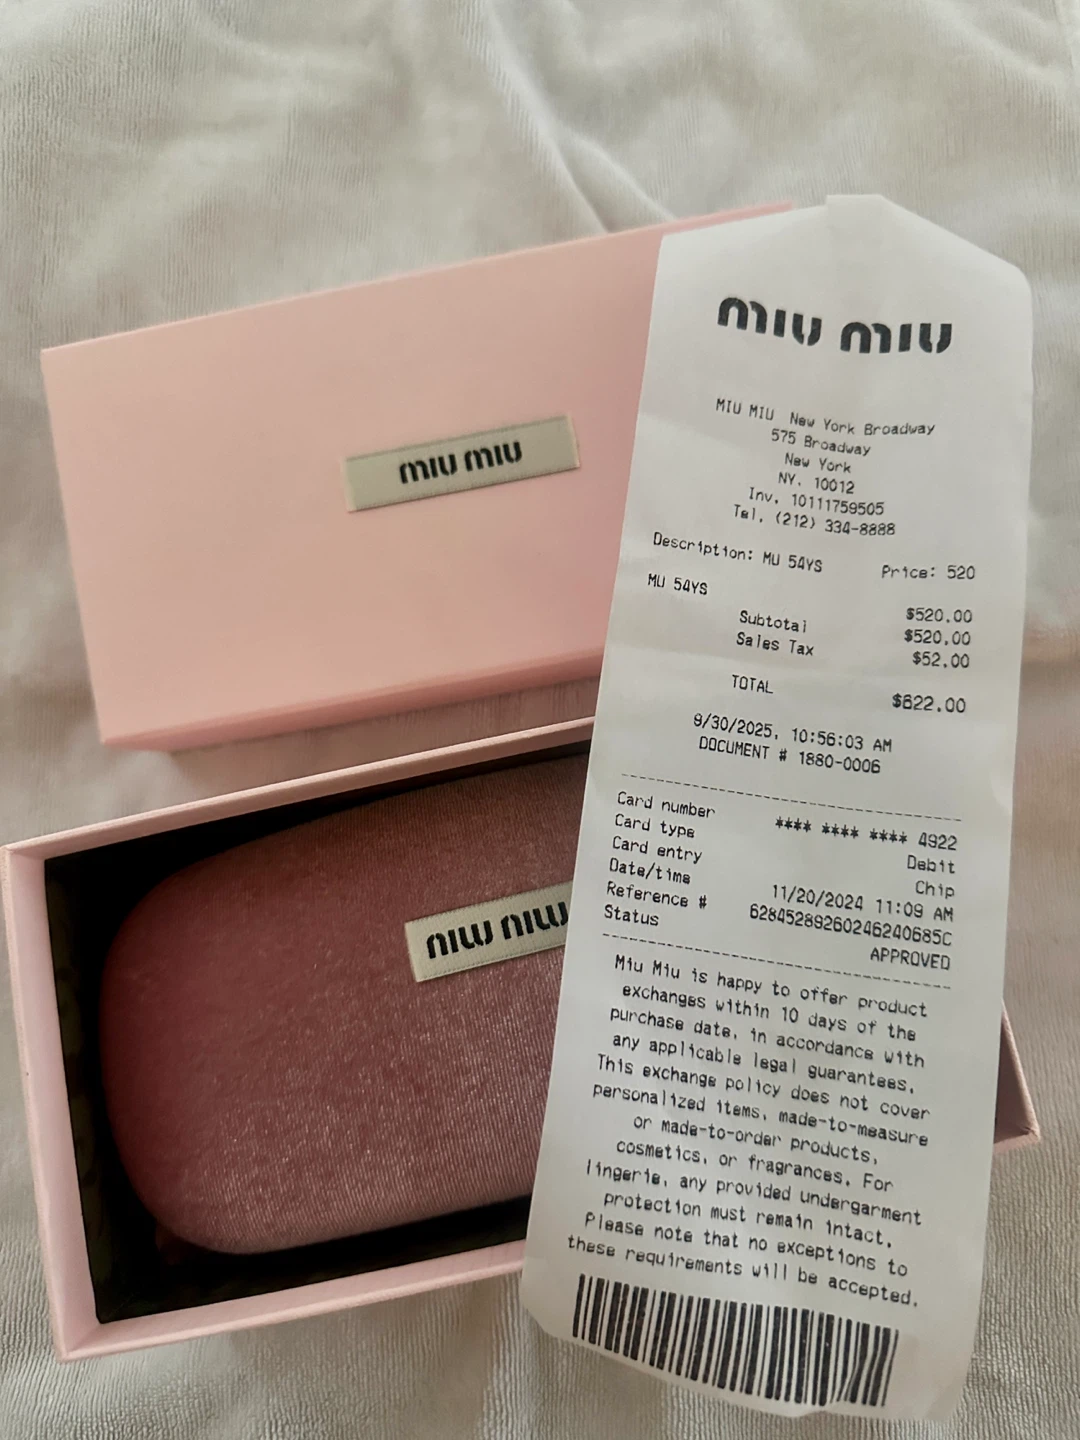 miu miu
miu miu
miu miu
MIU MIU New York Broadway
575 Broadway
New York
NY. 10012
Inv. 10111759505
Tel. (212) 334-8888
Description: MU 54YS Price: 520
MU 54YS $520.00
Subtotal $520.00
Sales Tax $52.00
TOTAL $622.00
9/30/2025, 10:56:03 AM
DOCUMENT # 1880-0006
Card number **** **** **** 4922
Card type Debit
Card entry Chip
Date/time 11/20/2024 11:09 AM
Reference # 62845289260246240685C
Status APPROVED
Miu Miu is happy to offer product
exchanges within 10 days of the
purchase date, in accordance with
any applicable legal guarantees.
This exchange policy does not cover
personalized items, made-to-measure
or made-to-order products,
cosmetics, or fragrances. For
lingerie, any provided undergarment
protection must remain intact.
Please note that no exceptions to
these requirements will be accepted.